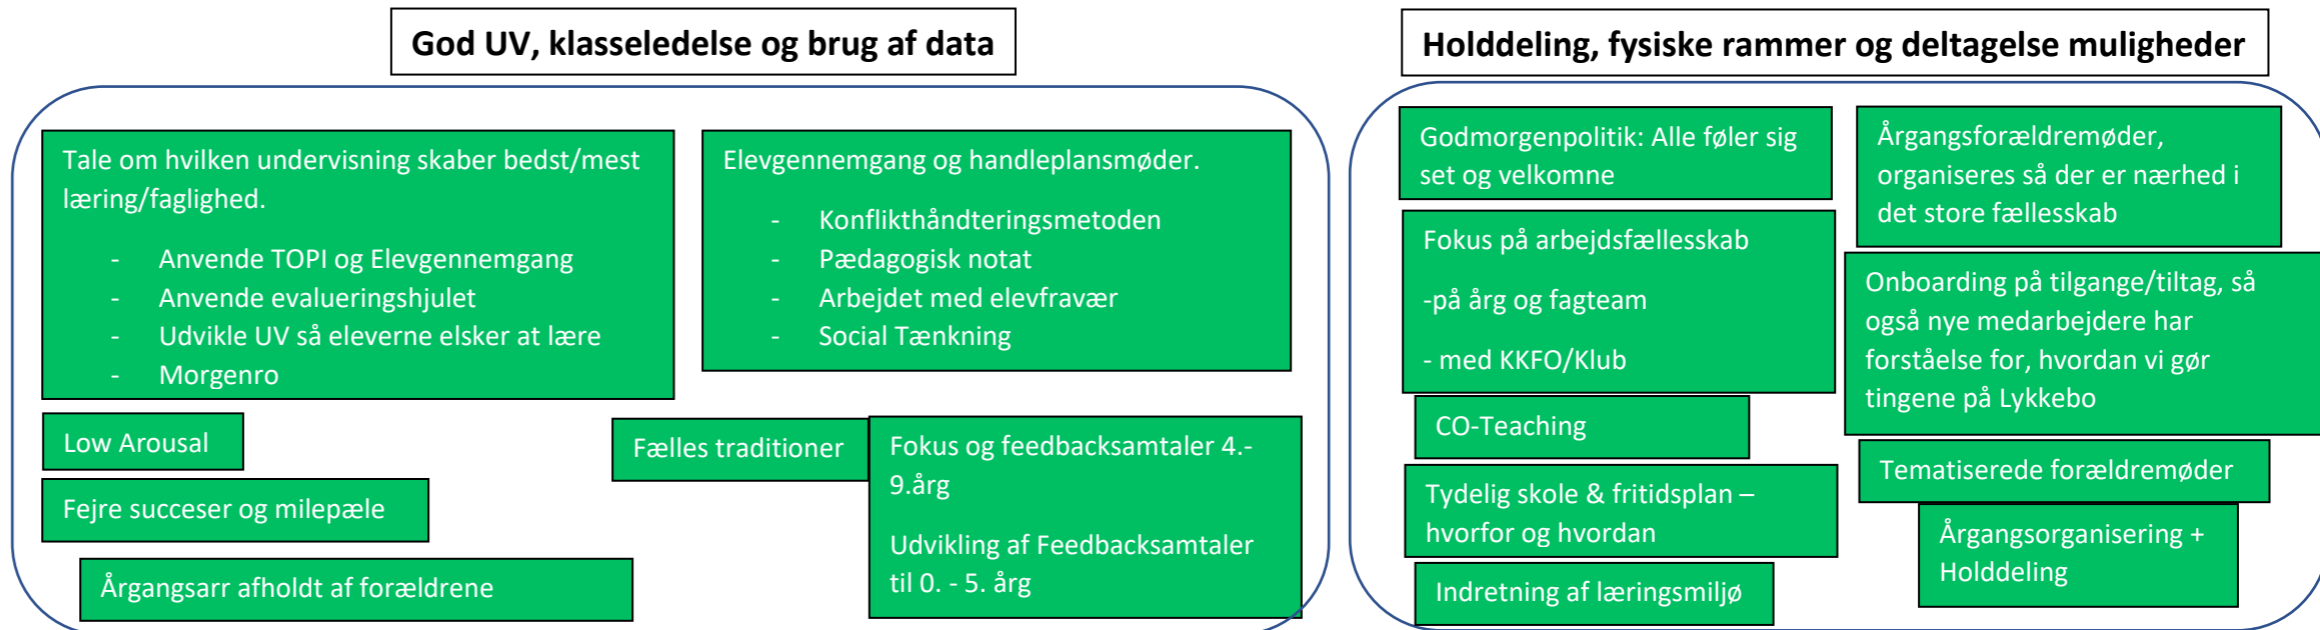 God UV, klasseledelse og brug af data
Tale om hvilken undervisning skaber bedst/mest
læring/faglighed.
- Anvende TOPI og Elevgennemgang
- Anvende evalueringshjulet
- Udvikle UV så eleverne elsker at lære
- Morgenro
Elevgennemgang og handleplansmøder.
- Konflikthåndteringsmetoden
- Pædagogisk notat
- Arbejdet med elevfravær
- Social Tænkning
Low Arousal
Fælles traditioner
Fokus og feedbacksamtaler 4.-
9.årg
Udvikling af Feedbacksamtaler
til 0. - 5. årg
Fejre succeser og milepæle
Årgangsarr afholdt af forældrene
Holddeling, fysiske rammer og deltagelse muligheder
Godmorgenpolitik: Alle føler sig
set og velkomne
Fokus på arbejdsfællesskab
-på årg og fagteam
- med KKFO/Klub
CO-Teaching
Tydelig skole & fritidsplan –
hvorfor og hvordan
Indretning af læringsmiljø
Årgangsforældremøder,
organiseres så der er nærhed i
det store fællesskab
Onboarding på tilgange/tiltag, så
også nye medarbejdere har
forståelse for, hvordan vi gør
tingene på Lykkebo
Tematiserede forældremøder
Årgangsorganisering +
Holddeling